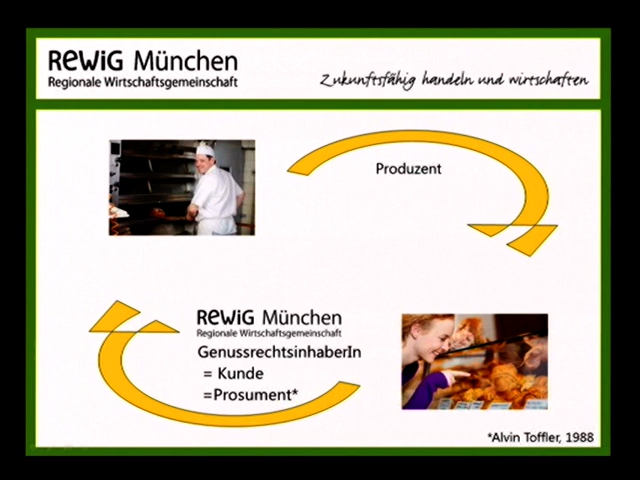 ReWiG München
Regionale Wirtschaftsgemeinschaft
Zukunftsfähig handeln und wirtschaften
Produzent
ReWiG München
Regionale Wirtschaftsgemeinschaft
GenussrechtsinhaberIn
= Kunde
=Prosument*
*Alvin Toffler, 1988